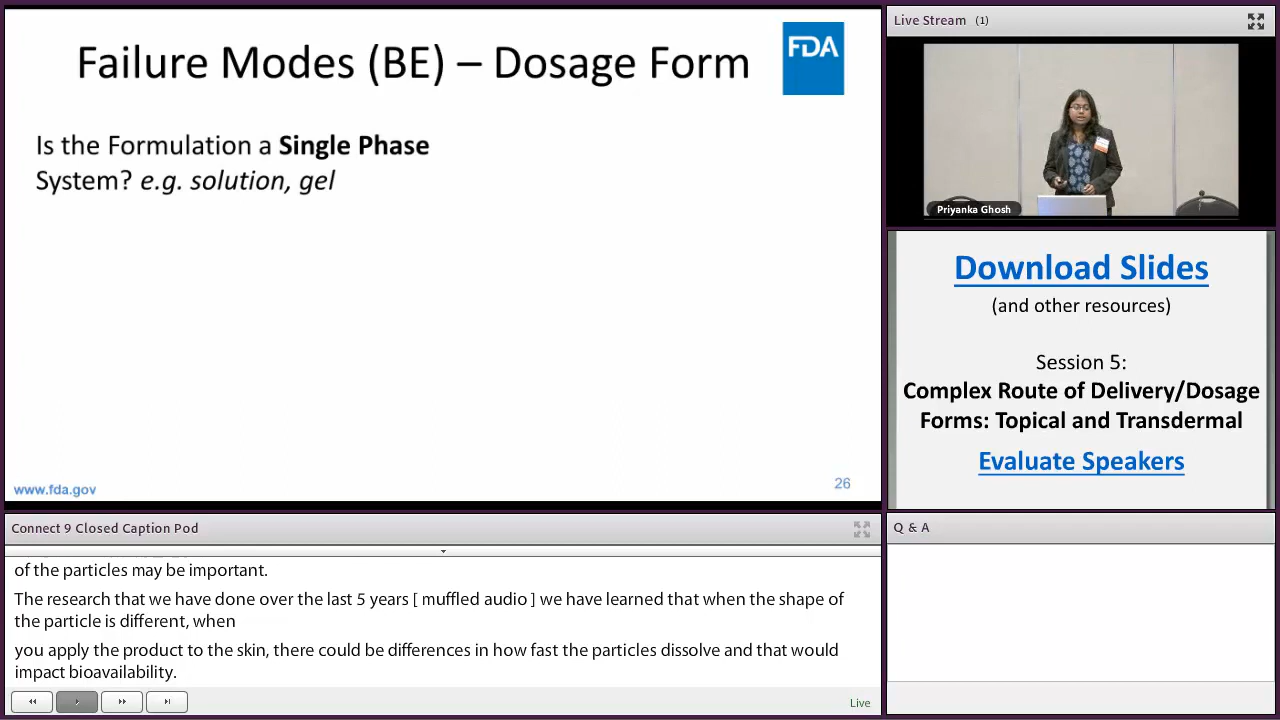 Failure Modes (BE) – Dosage Form
FDA
Is the Formulation a Single Phase
System? e.g. solution, gel
www.fda.gov
26
Live Stream (1)
Priyanka Ghosh
Download Slides
(and other resources)
Session 5:
Complex Route of Delivery/Dosage
Forms: Topical and Transdermal
Evaluate Speakers
Connect 9 Closed Caption Pod
of the particles may be important.
The research that we have done over the last 5 years [ muffled audio ] we have learned that when the shape of
the particle is different, when
you apply the product to the skin, there could be differences in how fast the particles dissolve and that would
impact bioavailability.
Live
Q & A